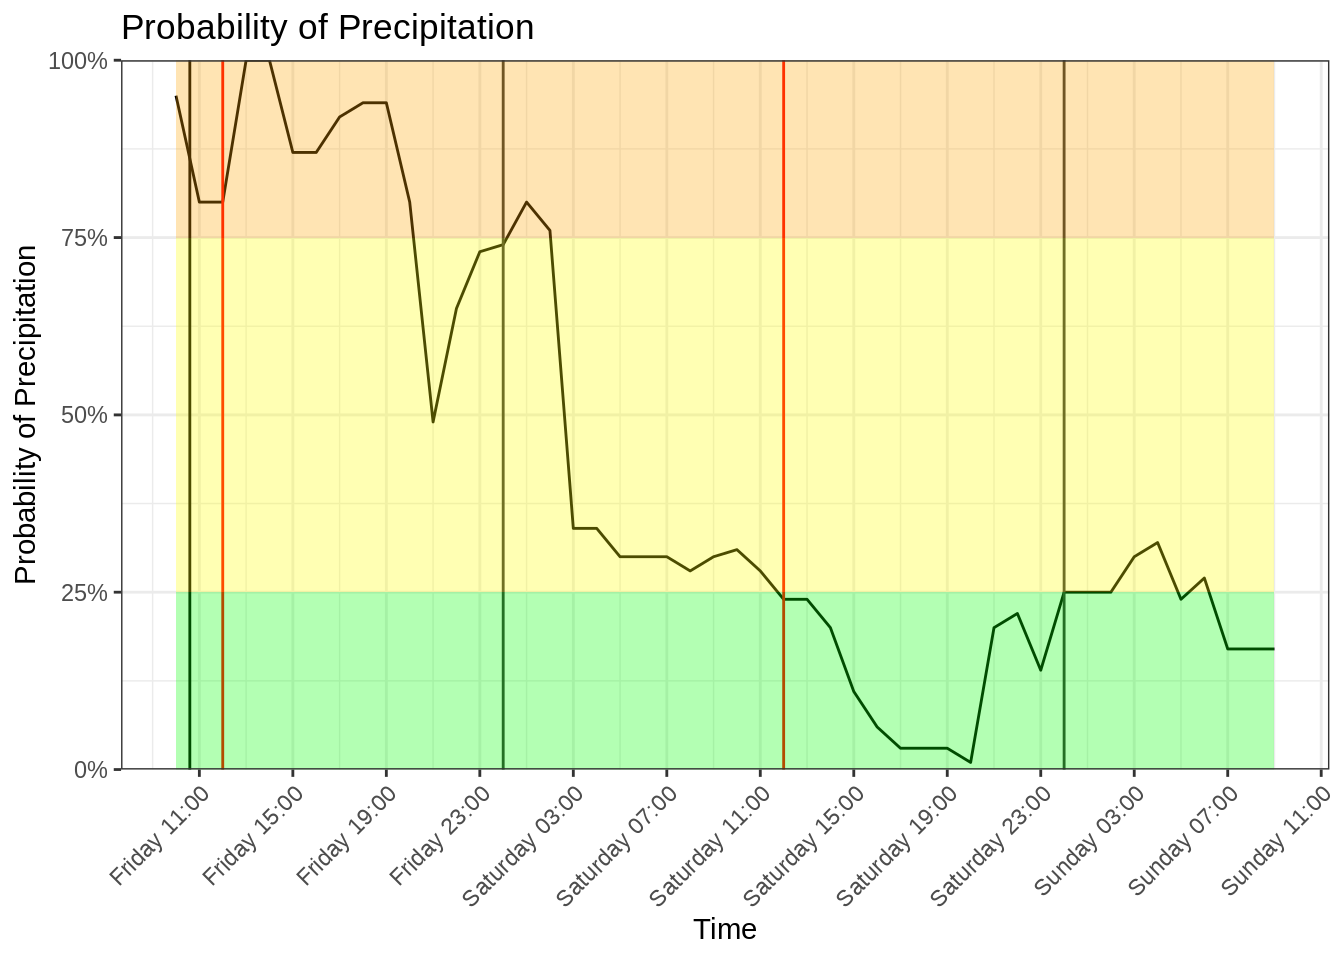 Probability of Precipitation
Probability of Precipitation
100%
75%
50%
25%
0%
Friday 11:00
Friday 15:00
Friday 19:00
Friday 23:00
Saturday 03:00
Saturday 07:00
Saturday 11:00
Saturday 15:00
Saturday 19:00
Saturday 23:00
Sunday 03:00
Sunday 07:00
Sunday 11:00
Time